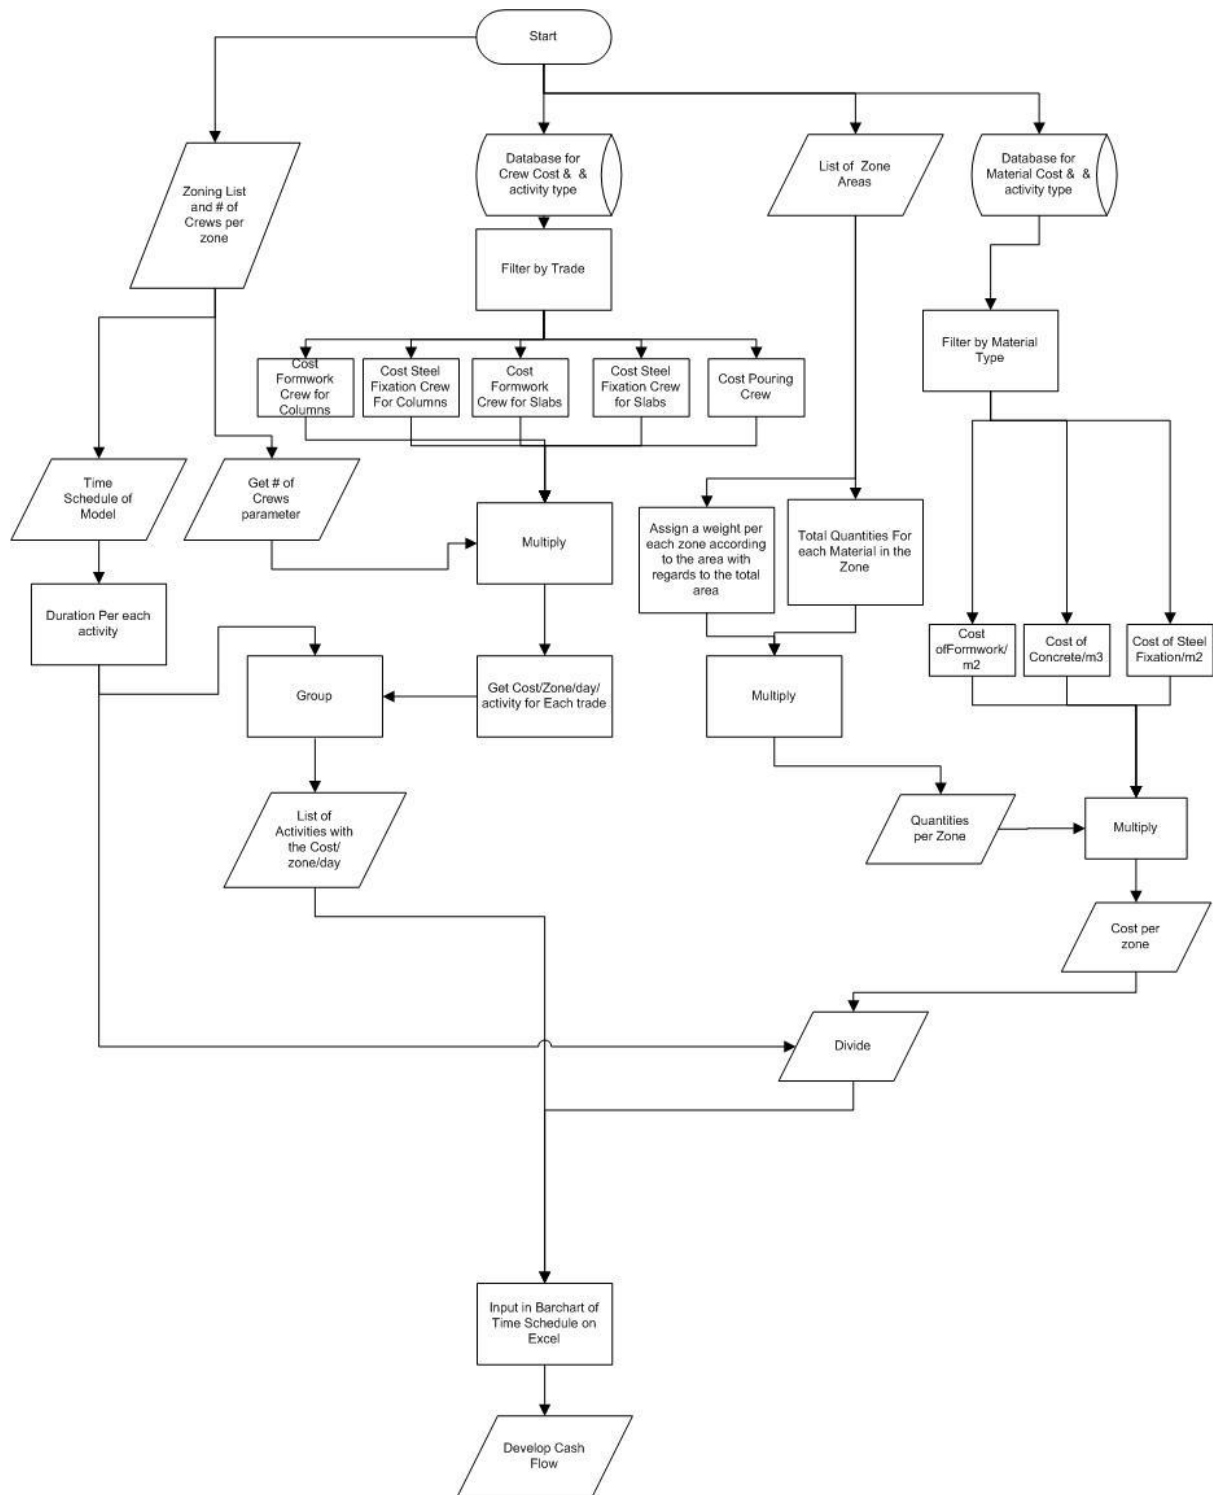 Start
Zoning List
and # of
Crews per
zone
Database for
Crew Cost &  &
activity type
List of  Zone
Areas
Database for
Material Cost &  &
activity type
Filter by Trade
Filter by Material
Type
Cost
Formwork
Crew for
Columns
Cost Steel
Fixation Crew
For Columns
Cost
Formwork
Crew for Slabs
Cost Steel
Fixation Crew
for Slabs
Cost Pouring
Crew
Time
Schedule of
Model
Get # of
Crews
parameter
Multiply
Assign a weight per
each zone according
to the area with
regards to the total
area
Total Quantities For
each Material in the
Zone
Duration Per each
activity
Cost
ofFormwork/
m2
Cost of
Concrete/m3
Cost of Steel
Fixation/m2
Group
Get Cost/Zone/day/
activity for Each trade
Multiply
List of
Activities with
the Cost/
zone/day
Quantities
per Zone
Multiply
Cost per
zone
Divide
Input in Barchart of
Time Schedule on
Excel
Develop Cash
Flow